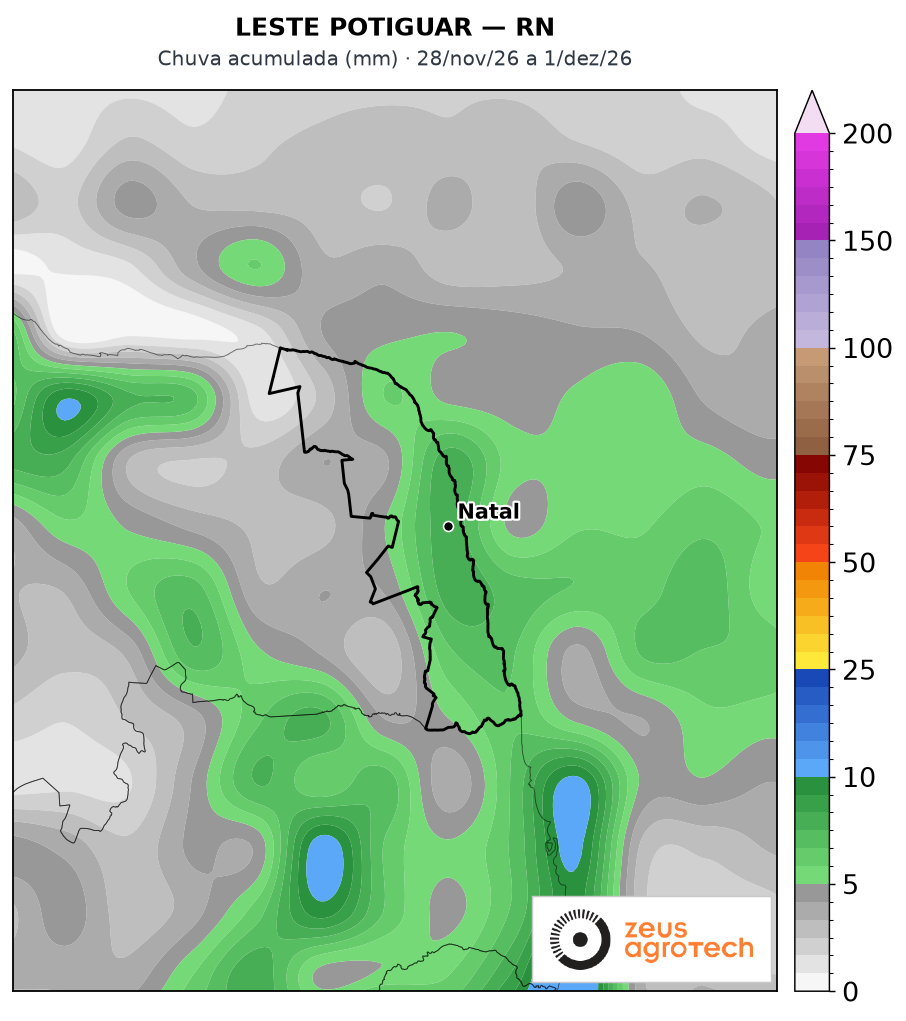 LESTE POTIGUAR — RN
Chuva acumulada (mm) · 28/nov/26 a 1/dez/26
200
150
100
75
50
25
10
5
0
Natal
zeus
agrotech